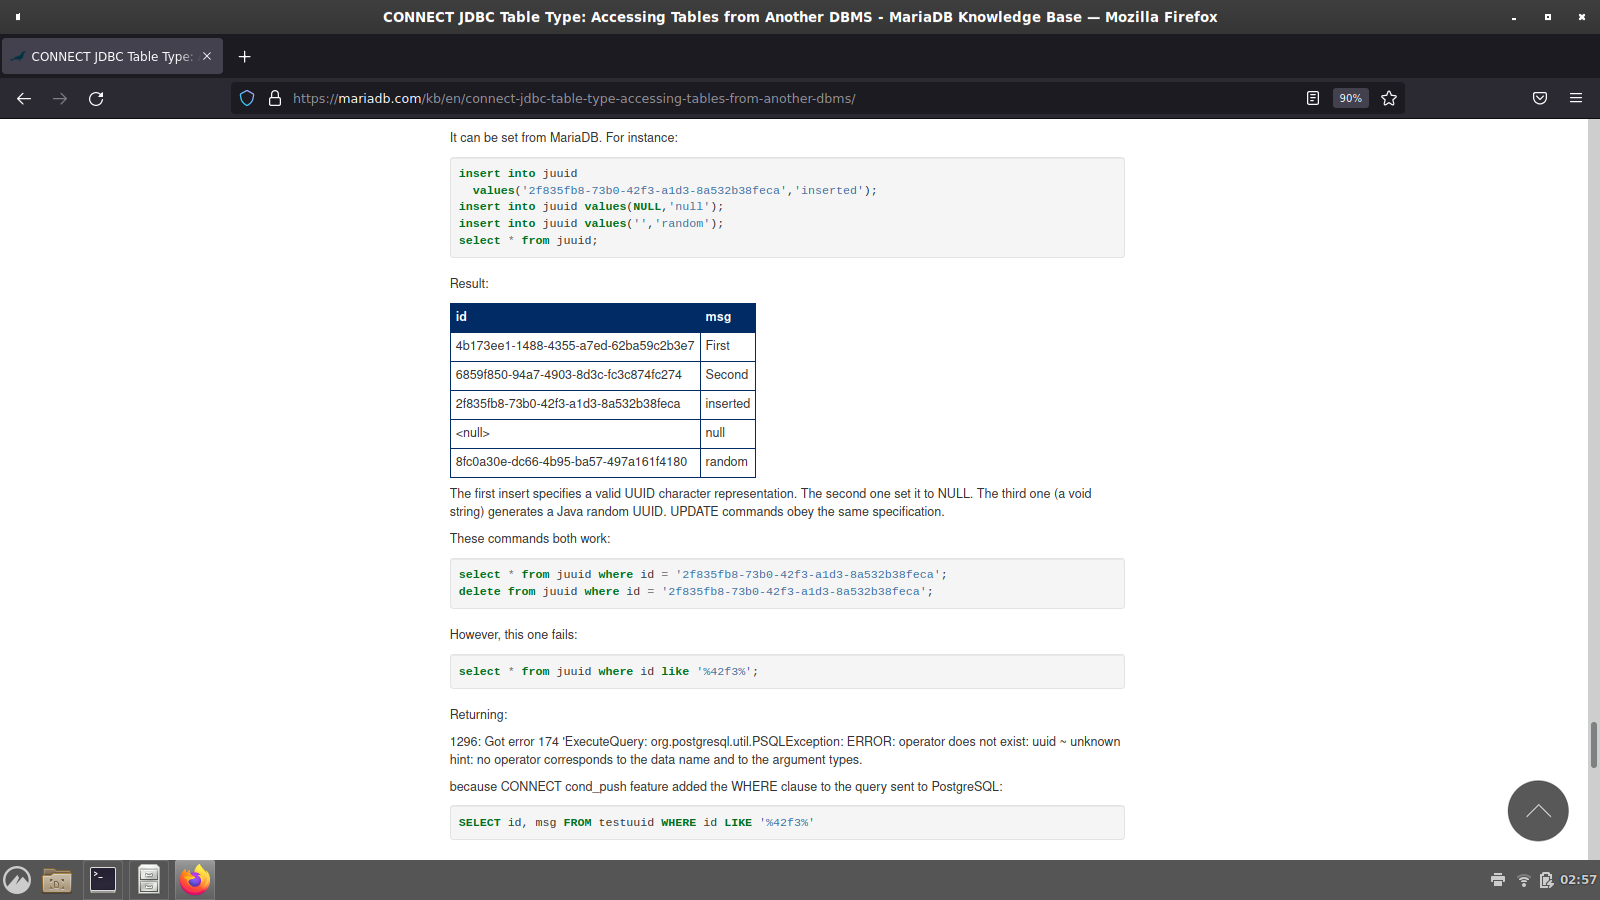 CONNECT JDBC Table Type: Accessing Tables from Another DBMS - MariaDB Knowledge Base — Mozilla Firefox
CONNECT JDBC Table Type:
https://mariadb.com/kb/en/connect-jdbc-table-type-accessing-tables-from-another-dbms/
90%
It can be set from MariaDB. For instance:
insert into juuid
values('2f835fb8-73b0-42f3-a1d3-8a532b38feca','inserted');
insert into juuid values(NULL,'null');
insert into juuid values('','random');
select * from juuid;
Result:
id msg
4b173ee1-1488-4355-a7ed-62ba59c2b3e7 First
6859f850-94a7-4903-8d3c-fc3c874fc274 Second
2f835fb8-73b0-42f3-a1d3-8a532b38feca inserted
<null> null
8fc0a30e-dc66-4b95-ba57-497a161f4180 random
The first insert specifies a valid UUID character representation. The second one set it to NULL. The third one (a void
string) generates a Java random UUID. UPDATE commands obey the same specification.
These commands both work:
select * from juuid where id = '2f835fb8-73b0-42f3-a1d3-8a532b38feca';
delete from juuid where id = '2f835fb8-73b0-42f3-a1d3-8a532b38feca';
However, this one fails:
select * from juuid where id like '%42f3%';
Returning:
1296: Got error 174 'ExecuteQuery: org.postgresql.util.PSQLException: ERROR: operator does not exist: uuid ~ unknown
hint: no operator corresponds to the data name and to the argument types.
because CONNECT cond_push feature added the WHERE clause to the query sent to PostgreSQL:
SELECT id, msg FROM testuuid WHERE id LIKE '%42f3%'
02:57